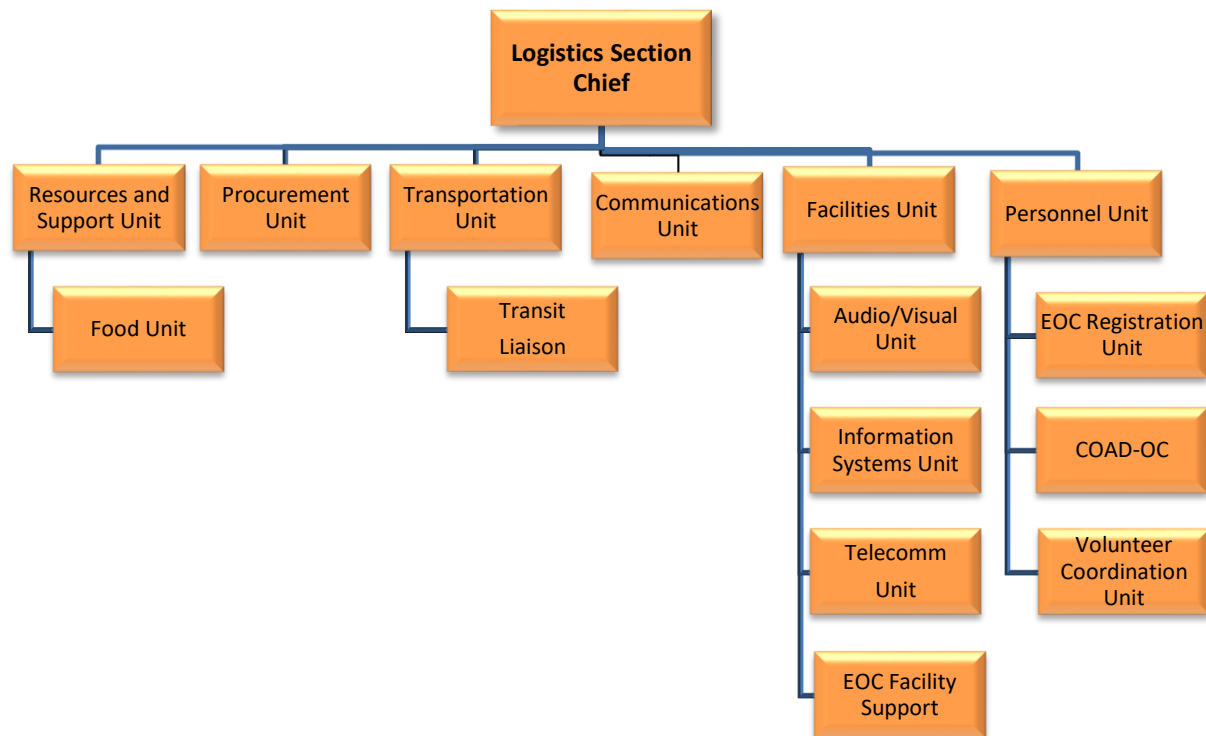 Logistics Section
Chief
Resources and
Support Unit
Procurement
Unit
Transportation
Unit
Communications
Unit
Facilities Unit
Personnel Unit
Food Unit
Transit
Liaison
Audio/Visual
Unit
EOC Registration
Unit
Information
Systems Unit
COAD-OC
Telecomm
Unit
Volunteer
Coordination
Unit
EOC Facility
Support